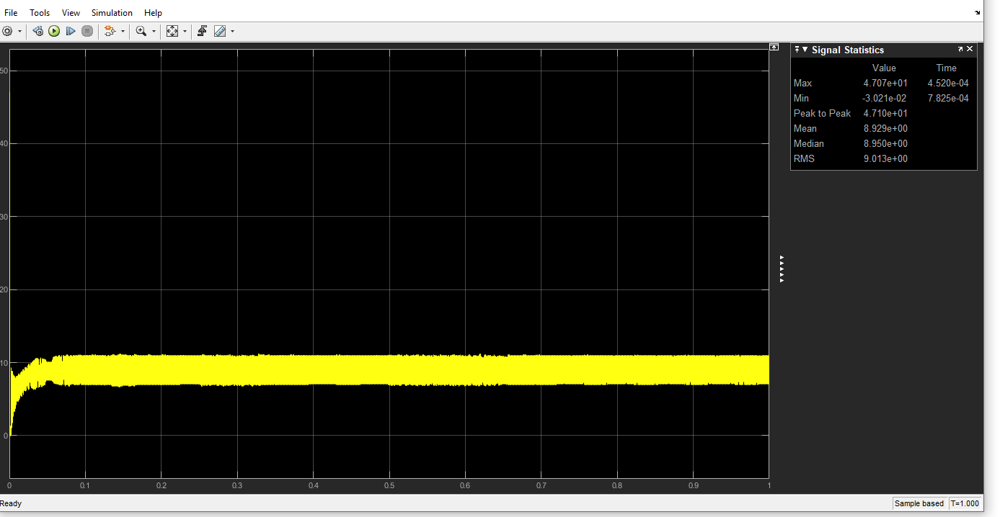 File Tools View Simulation Help
Signal Statistics
Value Time
Max 4.707e+01 4.520e-04
Min -3.021e-02 7.825e-04
Peak to Peak 4.710e+01
Mean 8.929e+00
Median 8.950e+00
RMS 9.013e+00
50
40
30
20
10
0
0 0.1 0.2 0.3 0.4 0.5 0.6 0.7 0.8 0.9 1
Ready Sample based T=1.000